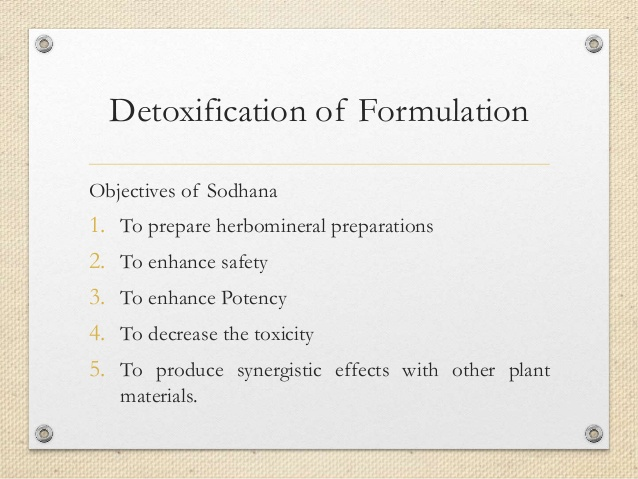 Detoxification of Formulation
Objectives of Sodhana
1. To prepare herbomineral preparations
2. To enhance safety
3. To enhance Potency
4. To decrease the toxicity
5. To produce synergistic effects with other plant
materials.